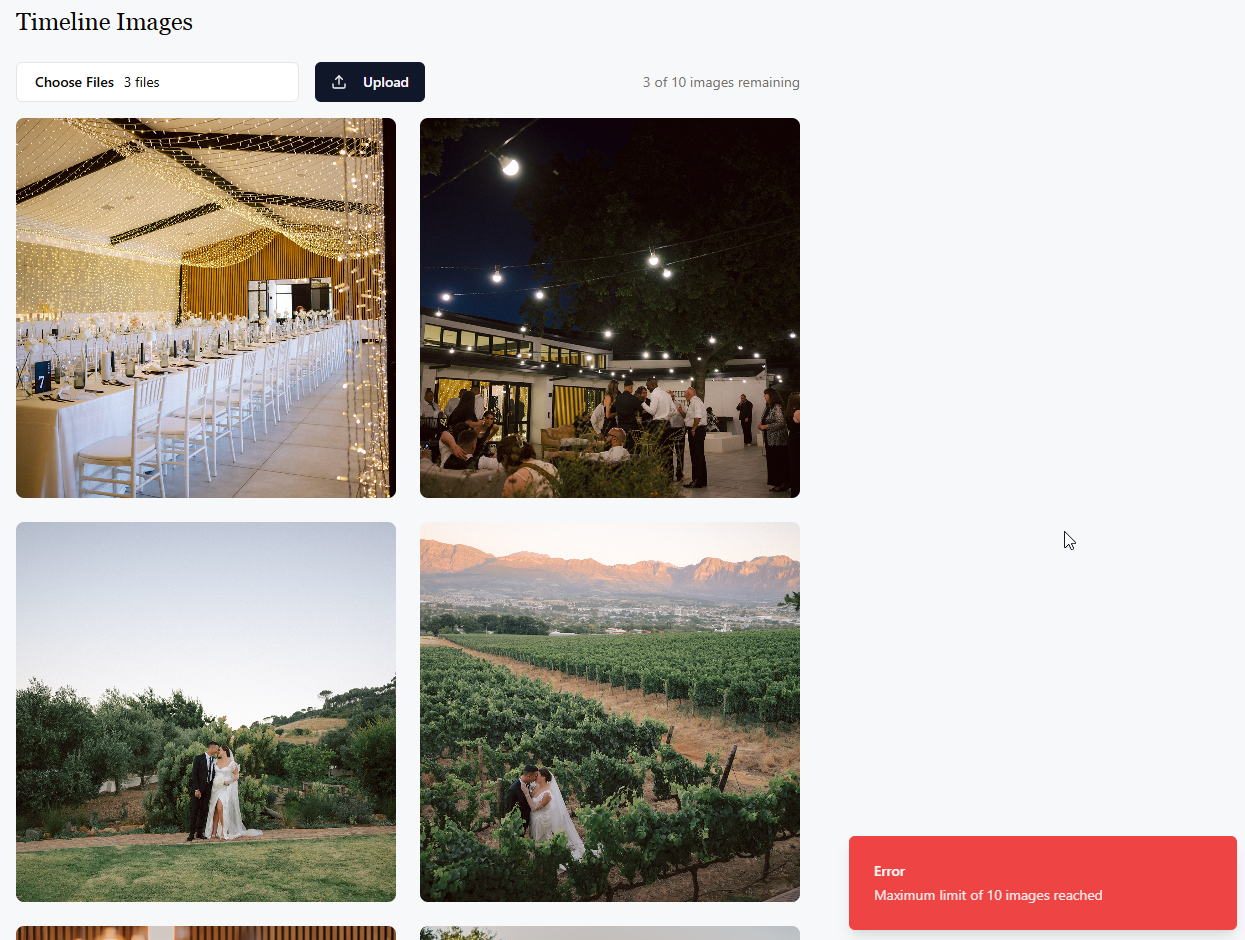 Timeline Images
Choose Files 3 files
Upload
3 of 10 images remaining
7
Error
Maximum limit of 10 images reached